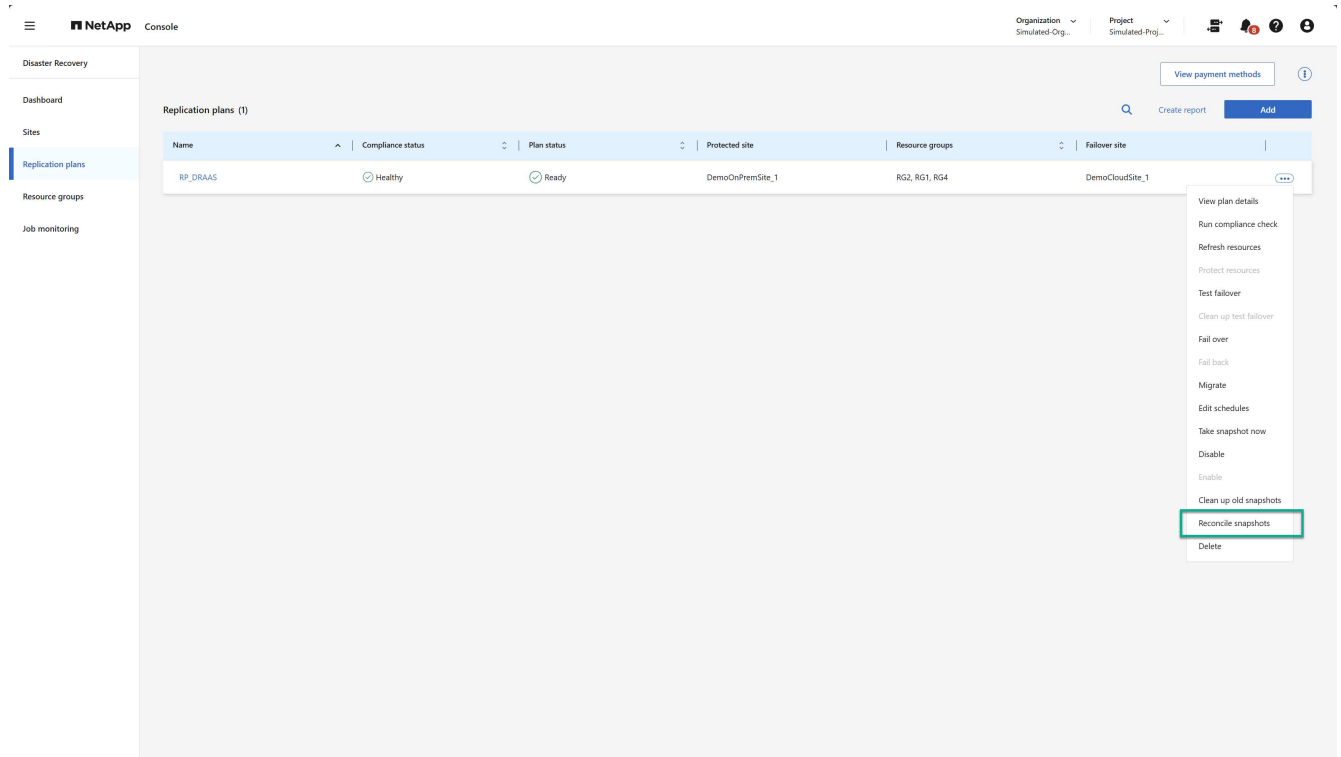 NetApp Console
Organization
Simulated-Org...
Project
Simulated-Proj...
8
Disaster Recovery
Dashboard
Sites
Replication plans
Resource groups
Job monitoring
View payment methods
Replication plans (1)
Create report
Add
Name Compliance status Plan status Protected site Resource groups Failover site
RP_DRAAS Healthy Ready DemoOnPremSite_1 RG2, RG1, RG4 DemoCloudSite_1
View plan details
Run compliance check
Refresh resources
Protect resources
Test failover
Clean up test failover
Fail over
Fail back
Migrate
Edit schedules
Take snapshot now
Disable
Enable
Clean up old snapshots
Reconcile snapshots
Delete